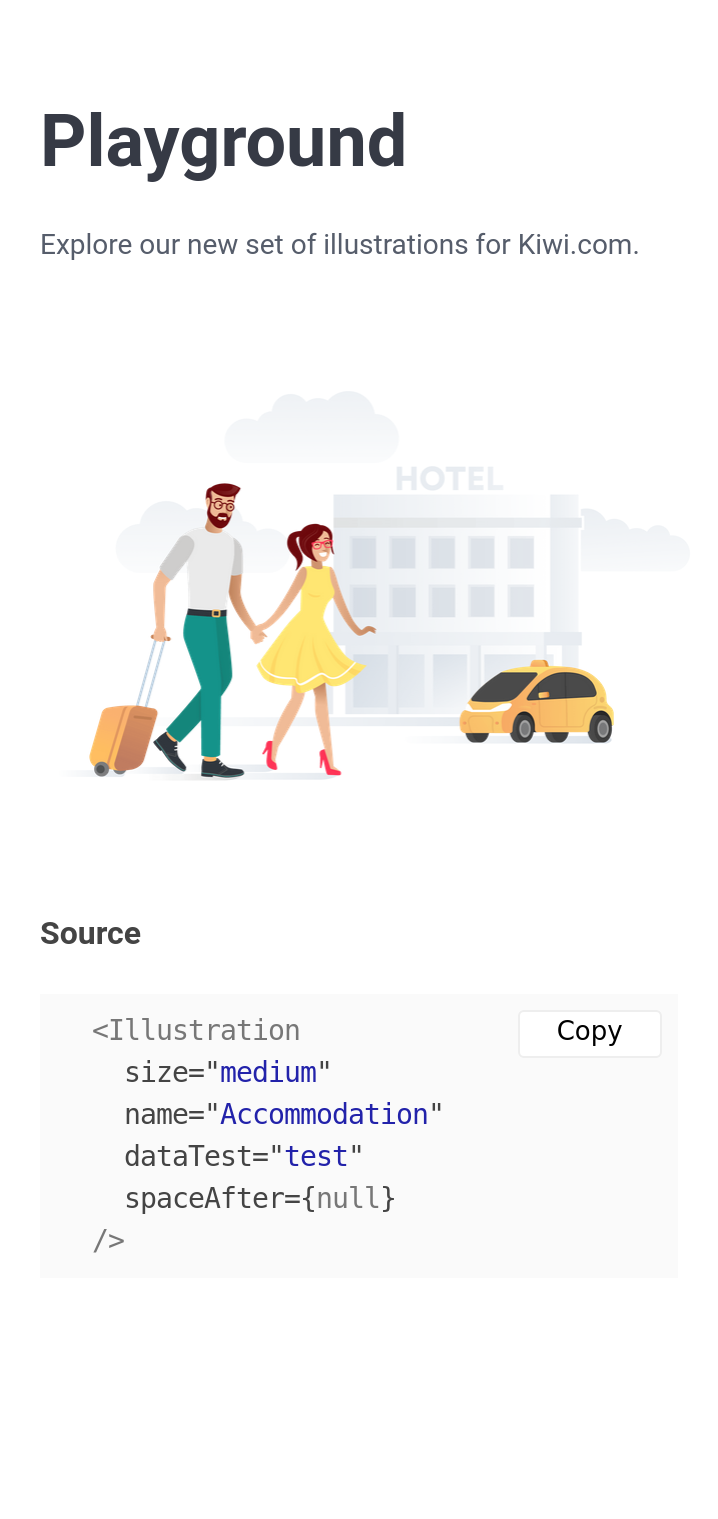 Playground
Explore our new set of illustrations for Kiwi.com.
HOTEL
Source
Copy
<Illustration
  size="medium"
  name="Accommodation"
  dataTest="test"
  spaceAfter={null}
/>